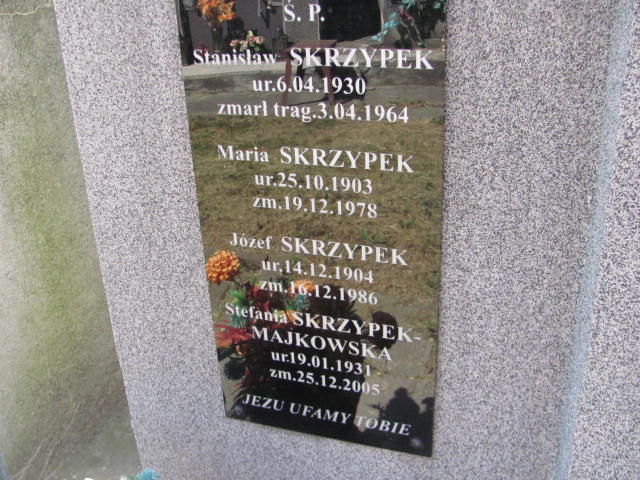 Ś. P.
Stanisław SKRZYPEK
ur.6.04.1930
zmarł trag.3.04.1964
Maria SKRZYPEK
ur.25.10.1903
zm.19.12.1978
Józef SKRZYPEK
ur.14.12.1904
zm.16.12.1986
Stefania SKRZYPEK-
MAJKOWSKA
ur.19.01.1931
zm.25.12.2005
JEZU UFAMY TOBIE